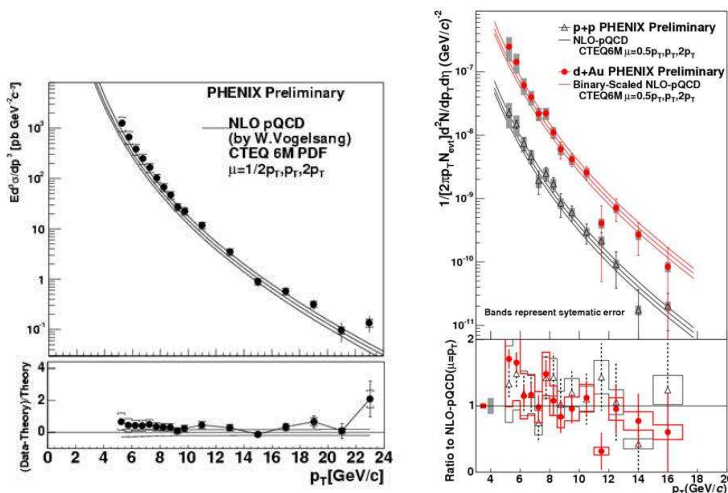 PHENIX Preliminary
NLO pQCD
(by W.Vogelsang)
CTEQ 6M PDF
μ=1/2pT,pT,2pT
Ed³σ/dp³ [pb GeV⁻²c⁻³]
10³
10²
10
1
10⁻¹
(Data-Theory)/Theory
4
2
0
0 2 4 6 8 10 12 14 16 18 20 22 24
pT[GeV/c]
p+p PHENIX Preliminary
NLO-pQCD
CTEQ6M μ=0.5pT,pT,2pT
d+Au PHENIX Preliminary
Binary-Scaled NLO-pQCD
CTEQ6M μ=0.5pT,pT,2pT
1/[2πpTNevt]d²N/dpTdη (GeV/c)⁻²
10⁻⁷
10⁻⁸
10⁻⁹
10⁻¹⁰
10⁻¹¹
Bands represent sytematic error
Ratio to NLO-pQCD(μ=pT)
2
1
0
4 6 8 10 12 14 16 18 20
pT(GeV/c)